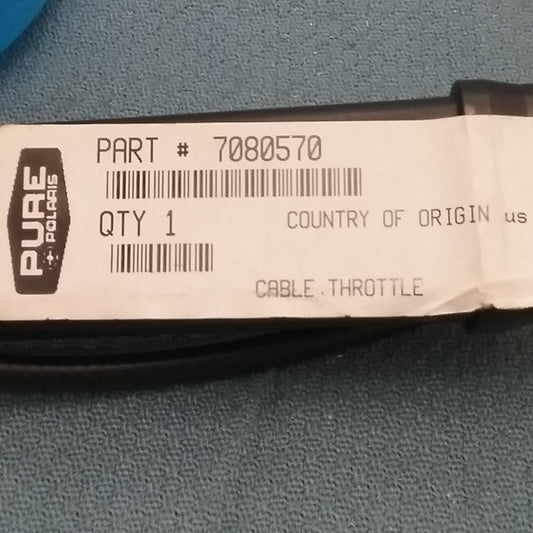 PURE
POLARIS
PART # 7080570
QTY 1
COUNTRY OF ORIGIN us
CABLE,THROTTLE